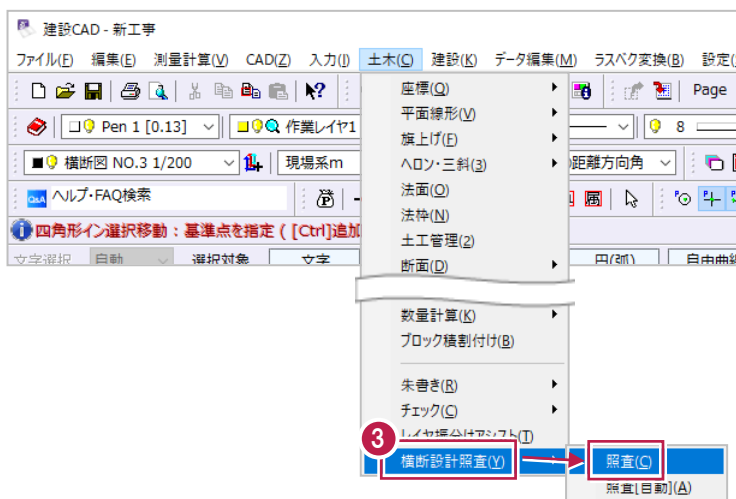 建設CAD - 新工事
ファイル(F) 編集(E) 測量計算(V) CAD(Z) 入力(I) 土木(C) 建設(K) データ編集(M) ラスベク変換(B) 設定(
Page
Pen 1 [0.13] 作業レイヤ1 8
横断図 NO.3 1/200 現場系m 距離方向角
Q&A ヘルプ・FAQ検索 属
四角形イン選択移動:基準点を指定 ( [Ctrl]追加
文字選択 自動 選択対象 文字 円(弧) 自由曲線
座標(Q)
平面線形(V)
旗上げ(F)
ヘロン・三斜(3)
法面(O)
法枠(N)
土工管理(2)
断面(D)
数量計算(K)
ブロック積割付け(B)
朱書き(R)
チェック(C)
レイヤ振分けアシスト(T)
3
横断設計照査(Y)
照査(C)
照査[自動](A)